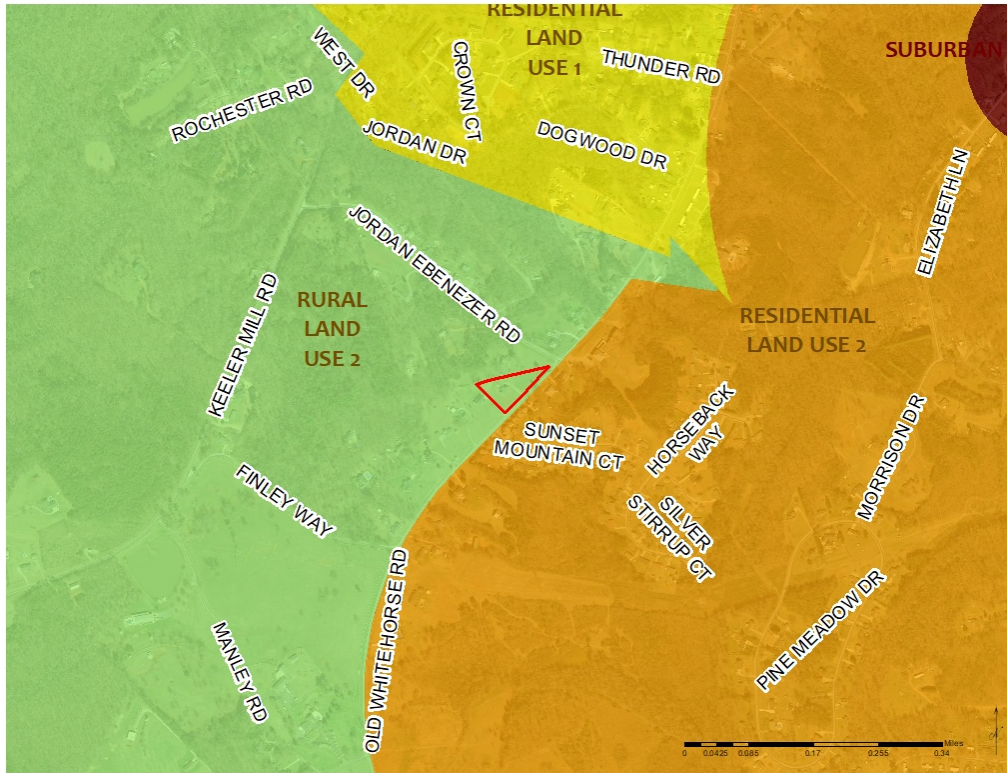 RESIDENTIAL
LAND
USE 1
SUBURBAN
WEST DR
CROWN CT
THUNDER RD
ROCHESTER RD
JORDAN DR
DOGWOOD DR
ELIZABETH LN
JORDAN EBENEZER RD
RURAL
LAND
USE 2
RESIDENTIAL
LAND USE 2
KEELER MILL RD
SUNSET
MOUNTAIN CT
HORSEBACK
WAY
MORRISON DR
FINLEY WAY
SILVER
STIRRUP CT
OLD WHITE HORSE RD
PINE MEADOW DR
MANLEY RD
Miles
0 0.0425 0.085 0.17 0.255 0.34